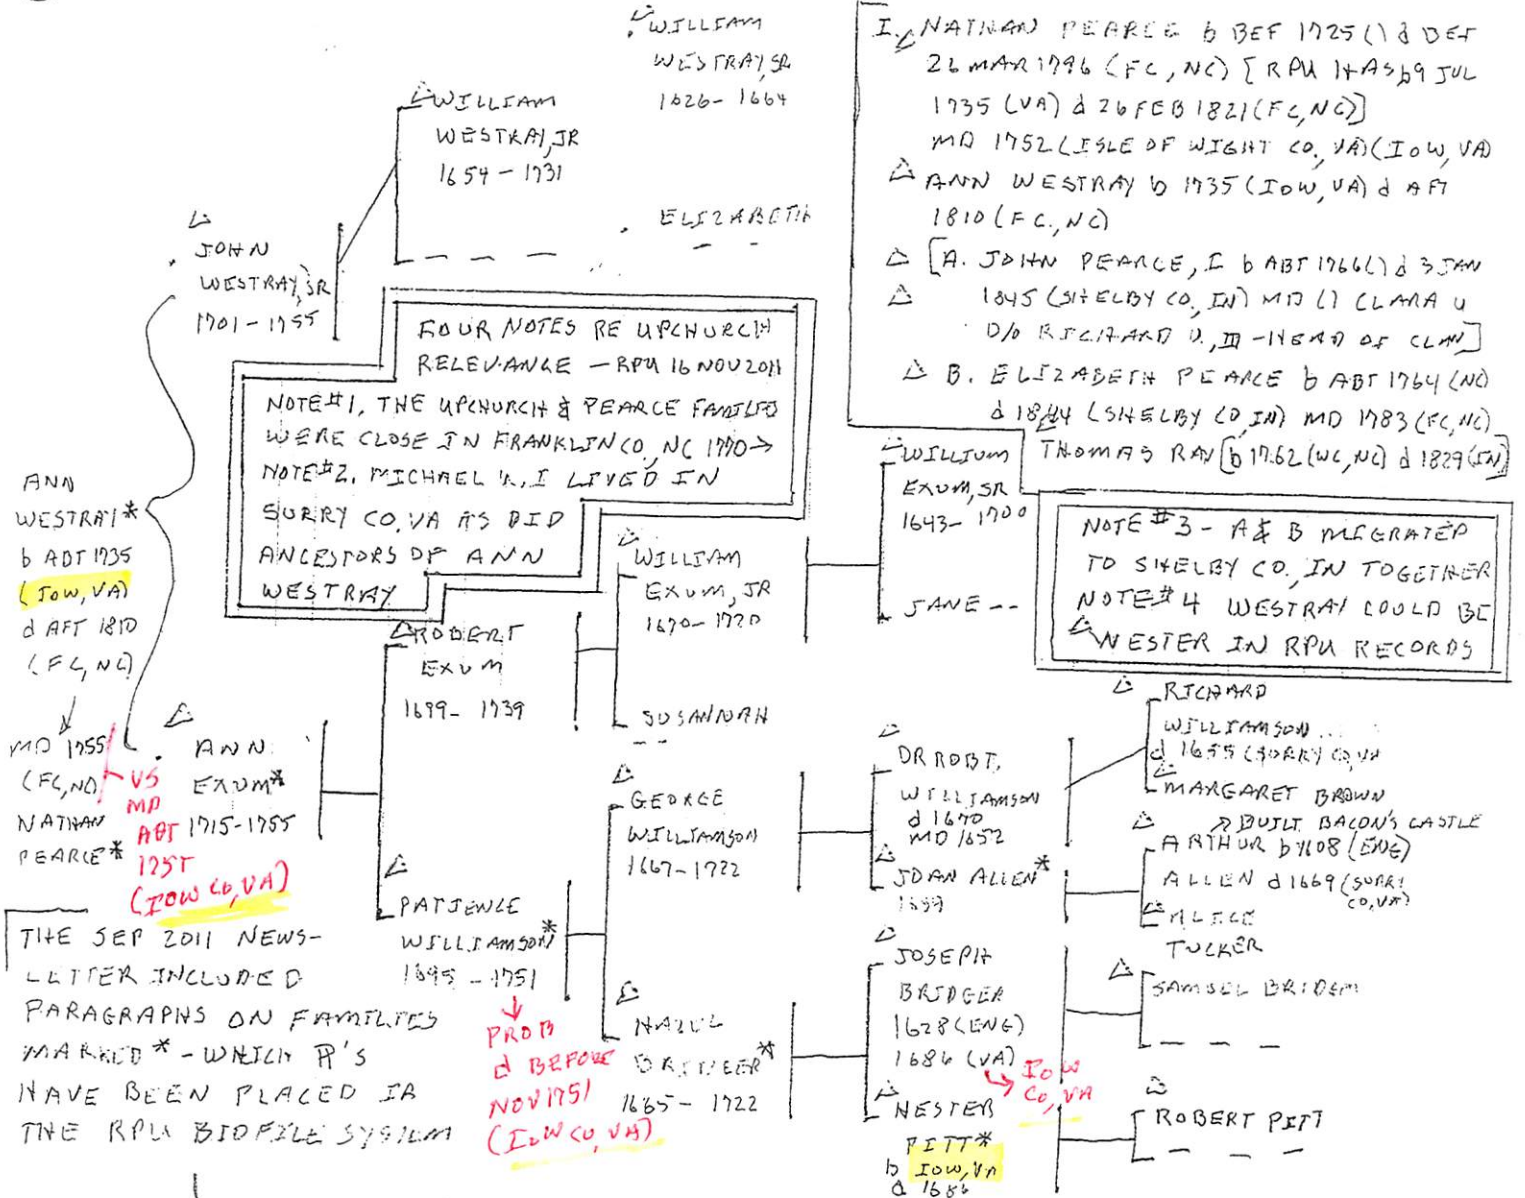 WILLIAM
WESTRAY, SR
1626 - 1664
WILLIAM
WESTRAY, JR
1654 - 1731
ELIZABETH
JOHN
WESTRAY, SR
1701 - 1755
I. NATHAN PEARCE b BEF 1725 () d BEF
26 MAR 1796 (FC, NC) [RPU HAS b 9 JUL
1735 (VA) d 26 FEB 1821 (FC, NC)]
MD 1752 (ISLE OF WIGHT CO., VA) (IOW, VA)
ANN WESTRAY b 1735 (IOW, VA) d AFT
1810 (FC, NC)
[A. JOHN PEARCE, I b ABT 1766 () d 3 JAN
1845 (SHELBY CO, IN) MD () CLARA U
D/O RICHARD U., III - HEAD OF CLAN]
B. ELIZABETH PEARCE b ABT 1764 (NC)
d 1844 (SHELBY CO, IN) MD 1783 (FC, NC)
THOMAS RAY [b 1762 (WC, NC) d 1829 (IN)]
FOUR NOTES RE UPCHURCH
RELEVANCE - RPU 16 NOV 2011
NOTE #1. THE UPCHURCH & PEARCE FAMILIES
WERE CLOSE IN FRANKLIN CO., NC 1770 →
NOTE #2. MICHAEL U., I LIVED IN
SURRY CO, VA AS DID
ANCESTORS OF ANN
WESTRAY
NOTE #3 - A & B MIGRATED
TO SHELBY CO., IN TOGETHER
NOTE #4 WESTRAY COULD BE
WESTER IN RPU RECORDS
ANN
WESTRAY *
b ABT 1735
(IOW, VA)
d AFT 1810
(FC, NC)
MD 1755
(FC, NC)
NATHAN
PEARCE *
VS
MD
ABT
1755
(IOW CO, VA)
ANN
EXUM *
1715 - 1755
ROBERT
EXUM
1699 - 1739
PATIENCE
WILLIAMSON *
1695 - 1751
PROB
d BEFORE
NOV 1751
(IOW CO, VA)
WILLIAM
EXUM, JR
1670 - 1720
SUSANNAH
WILLIUM
EXUM, SR
1643 - 1700
JANE --
GEORGE
WILLIAMSON
1667 - 1722
BRIDGER *
1665 - 1722
DR ROBT.
WILLIAMSON
d 1670
MD 1652
JOAN ALLEN *
JOSEPH
BRIDGER
1628 (ENG)
1686 (VA)
IOW
CO, VA
HESTER
PITT *
b IOW, VA
d 1686
RICHARD
WILLIAMSON
d 1655 (SURRY CO, VA
MARGARET BROWN
BUILT BACON'S CASTLE
ARTHUR b 1608 (ENG)
ALLEN d 1669 (SURRY
CO, VA)
ALICE
TUCKER
SAMUEL BRIDGER
ROBERT PITT
THE SEP 2011 NEWS-
LETTER INCLUDED
PARAGRAPHS ON FAMILIES
MARKED * - WHICH P'S
HAVE BEEN PLACED IN
THE RPU BIOFILE SYSTEM